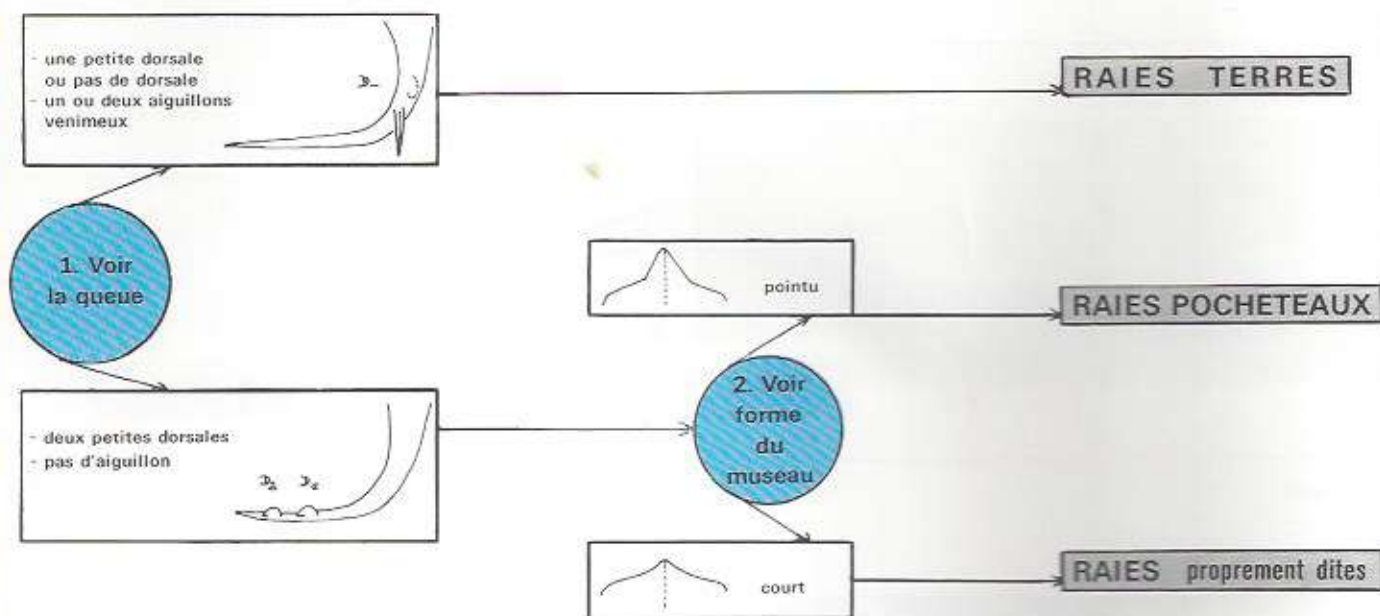 - une petite dorsale
ou pas de dorsale
- un ou deux aiguillons
venimeux
RAIES TERRES
1. Voir
la queue
pointu
RAIES POCHETEAUX
- deux petites dorsales
- pas d'aiguillon
2. Voir
forme
du
museau
court
RAIES proprement dites